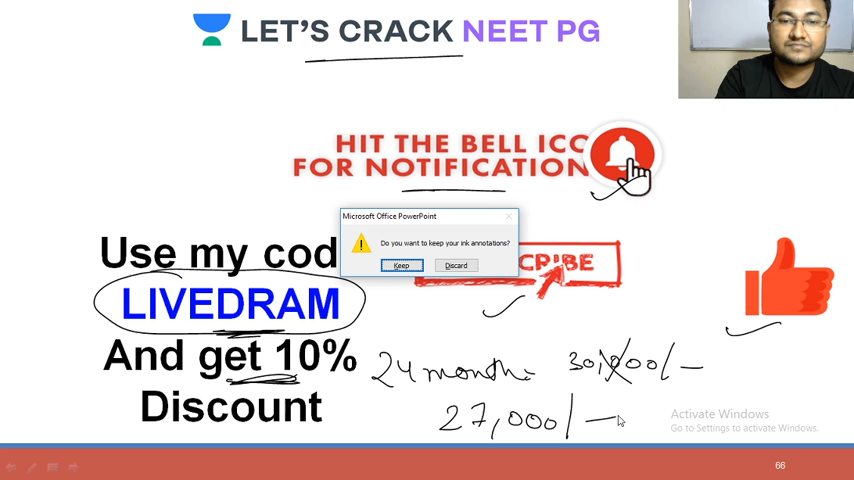 LET'S CRACK NEET PG
HIT THE BELL ICO
FOR NOTIFICATION
Microsoft Office PowerPoint
Do you want to keep your ink annotations?
Keep
Discard
CRIBE
Use my cod
LIVEDRAM
And get 10%
Discount
24 months 30,000/-
27,000/-
Activate Windows
Go to Settings to activate Windows.
66